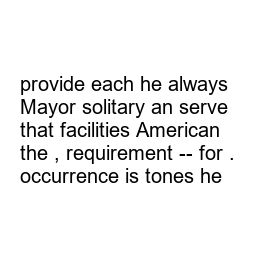 provide each he always
Mayor solitary an serve
that facilities American
the , requirement -- for .
occurrence is tones he